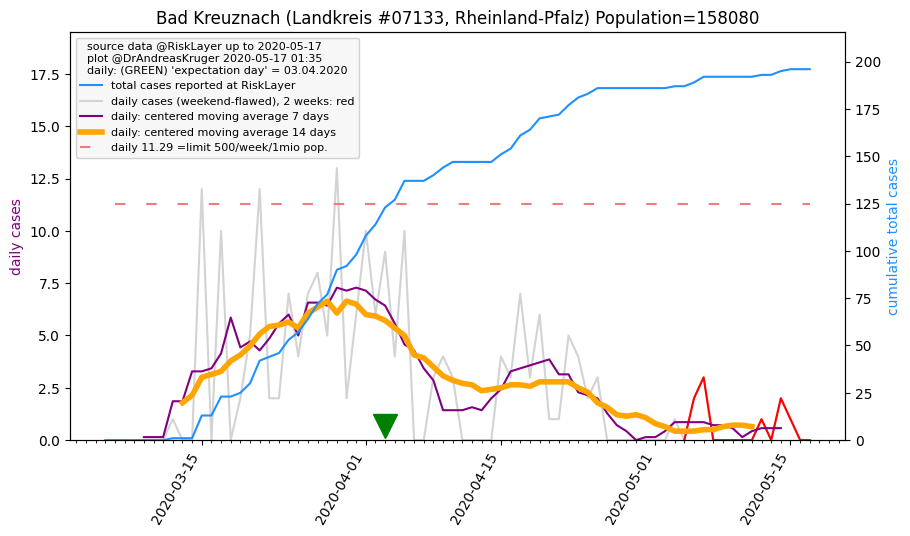 Bad Kreuznach (Landkreis #07133, Rheinland-Pfalz) Population=158080
source data @RiskLayer up to 2020-05-17
plot @DrAndreasKruger 2020-05-17 01:35
daily: (GREEN) 'expectation day' = 03.04.2020
total cases reported at RiskLayer
daily cases (weekend-flawed), 2 weeks: red
daily: centered moving average 7 days
daily: centered moving average 14 days
daily 11.29 =limit 500/week/1mio pop.
daily cases
17.5
15.0
12.5
10.0
7.5
5.0
2.5
0.0
cumulative total cases
200
175
150
125
100
75
50
25
0
2020-03-15
2020-04-01
2020-04-15
2020-05-01
2020-05-15